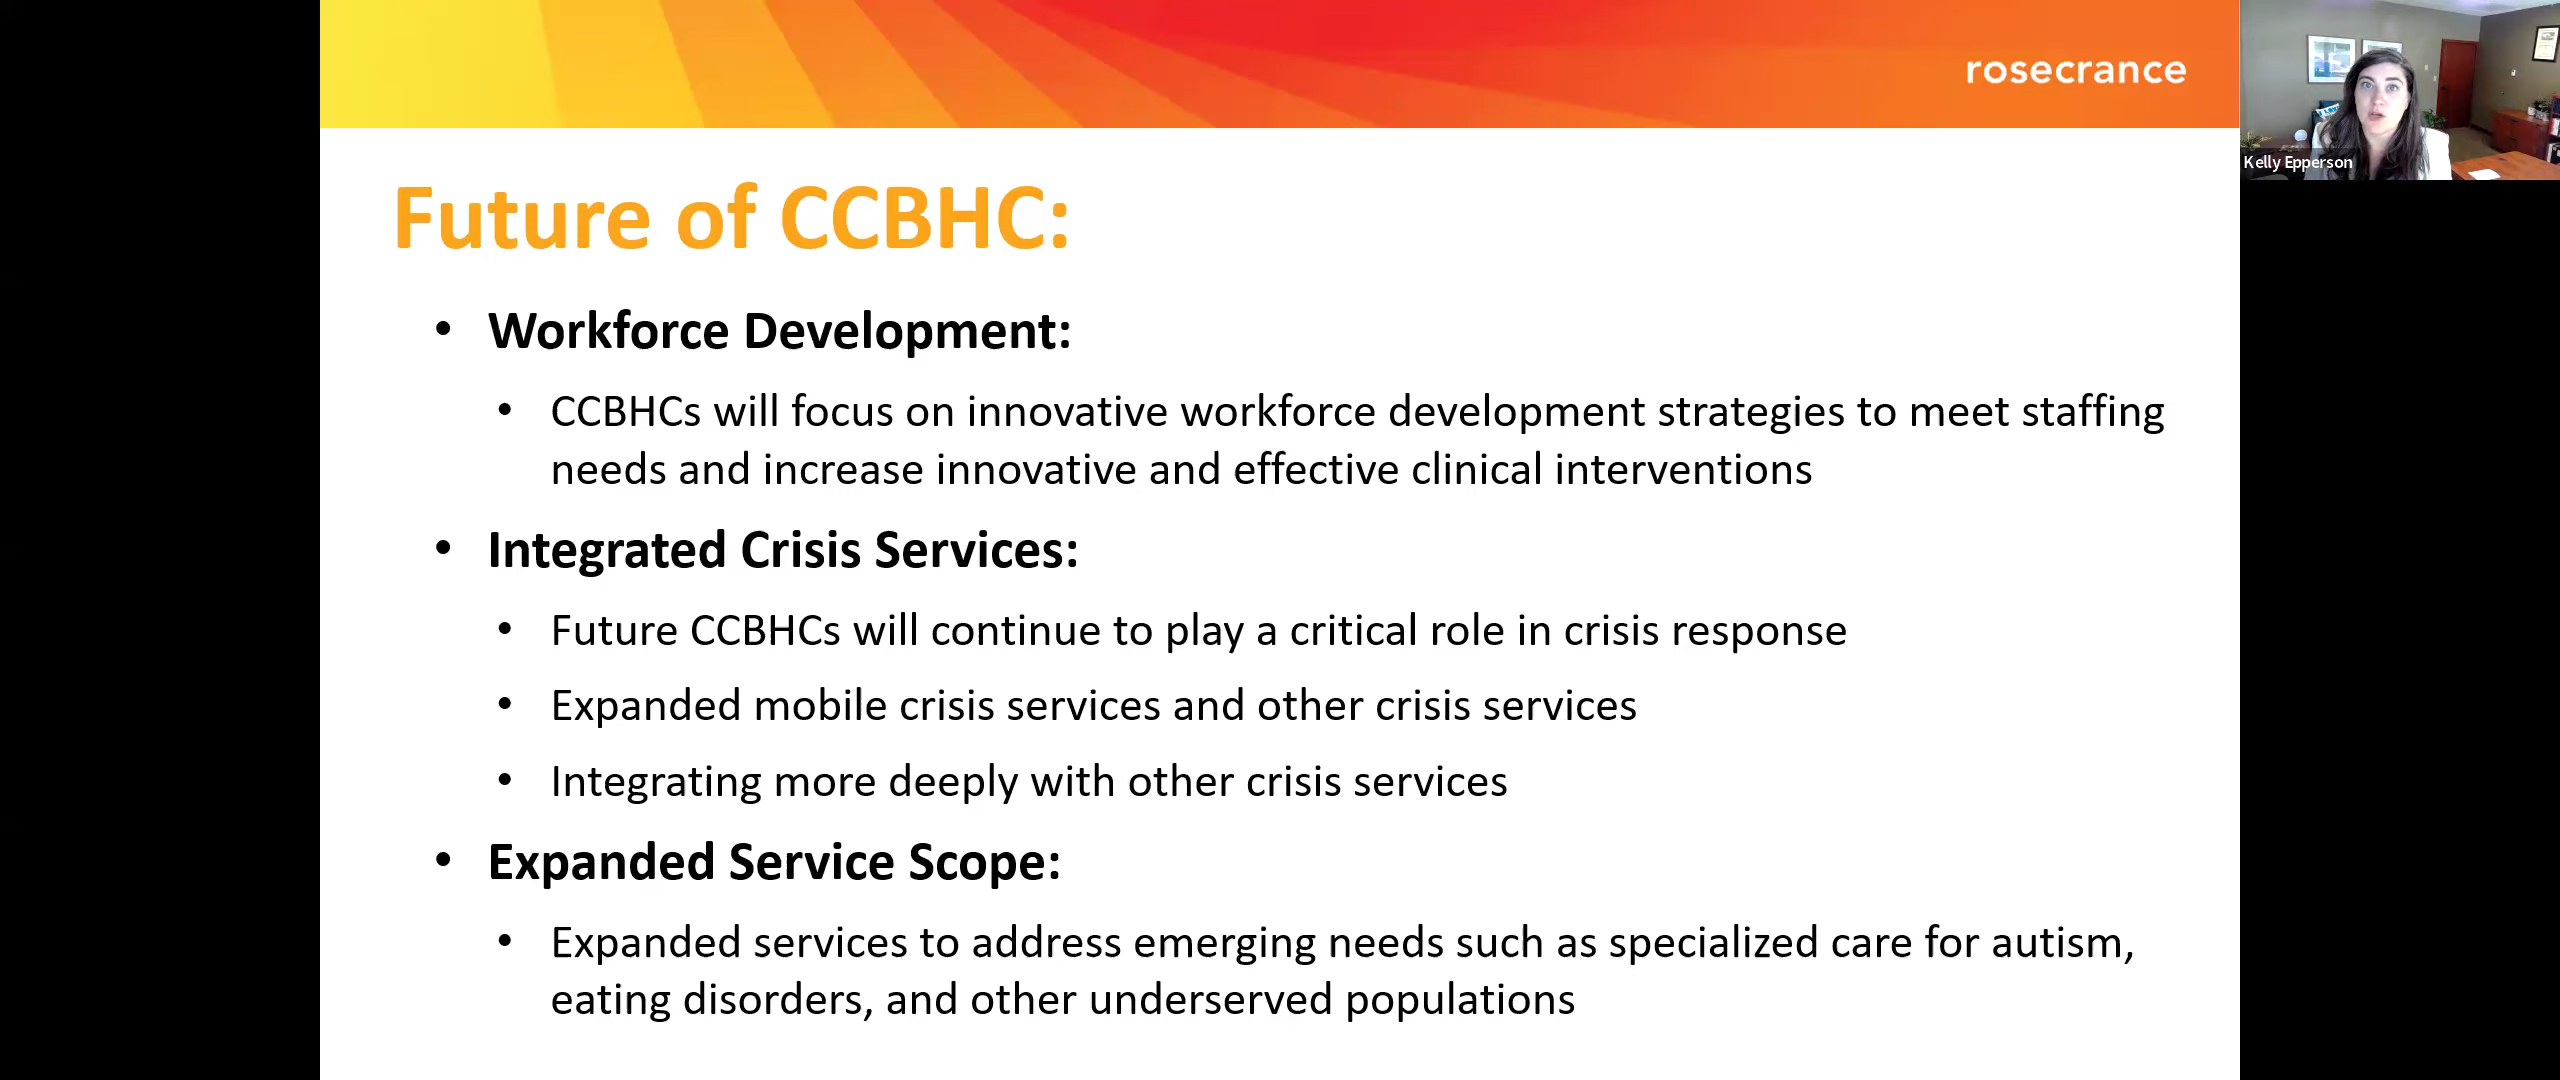 rosecrance
Kelly Epperson
Future of CCBHC:
• Workforce Development:
• CCBHCs will focus on innovative workforce development strategies to meet staffing
needs and increase innovative and effective clinical interventions
• Integrated Crisis Services:
• Future CCBHCs will continue to play a critical role in crisis response
• Expanded mobile crisis services and other crisis services
• Integrating more deeply with other crisis services
• Expanded Service Scope:
• Expanded services to address emerging needs such as specialized care for autism,
eating disorders, and other underserved populations